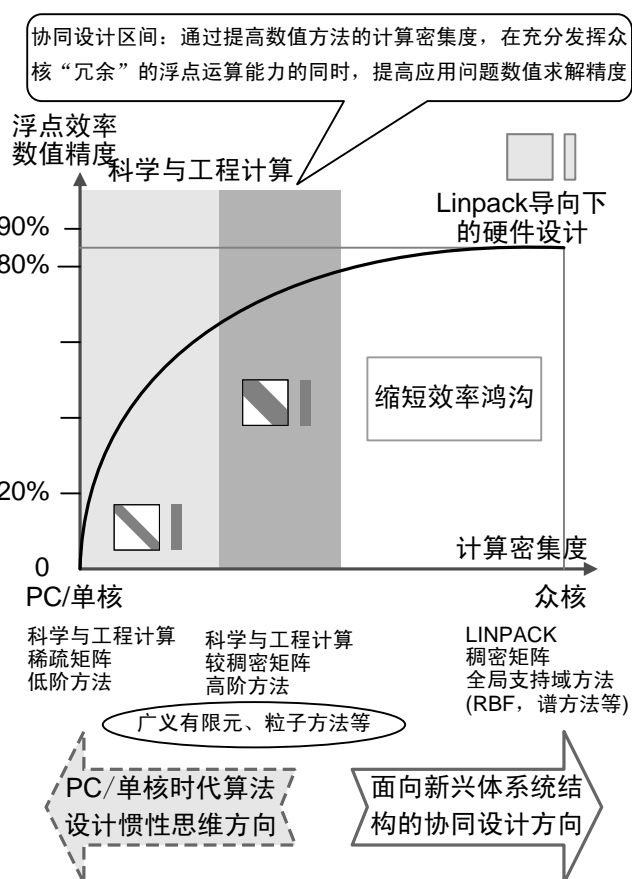 协同设计区间：通过提高数值方法的计算密集度，在充分发挥众
核“冗余”的浮点运算能力的同时，提高应用问题数值求解精度
浮点效率
数值精度
科学与工程计算
Linpack导向下
的硬件设计
90%
80%
缩短效率鸿沟
20%
计算密集度
0
PC/单核
众核
科学与工程计算
稀疏矩阵
低阶方法
科学与工程计算
较稠密矩阵
高阶方法
LINPACK
稠密矩阵
全局支持域方法
(RBF，谱方法等)
广义有限元、粒子方法等
PC/单核时代算法
设计惯性思维方向
面向新兴体系统结
构的协同设计方向